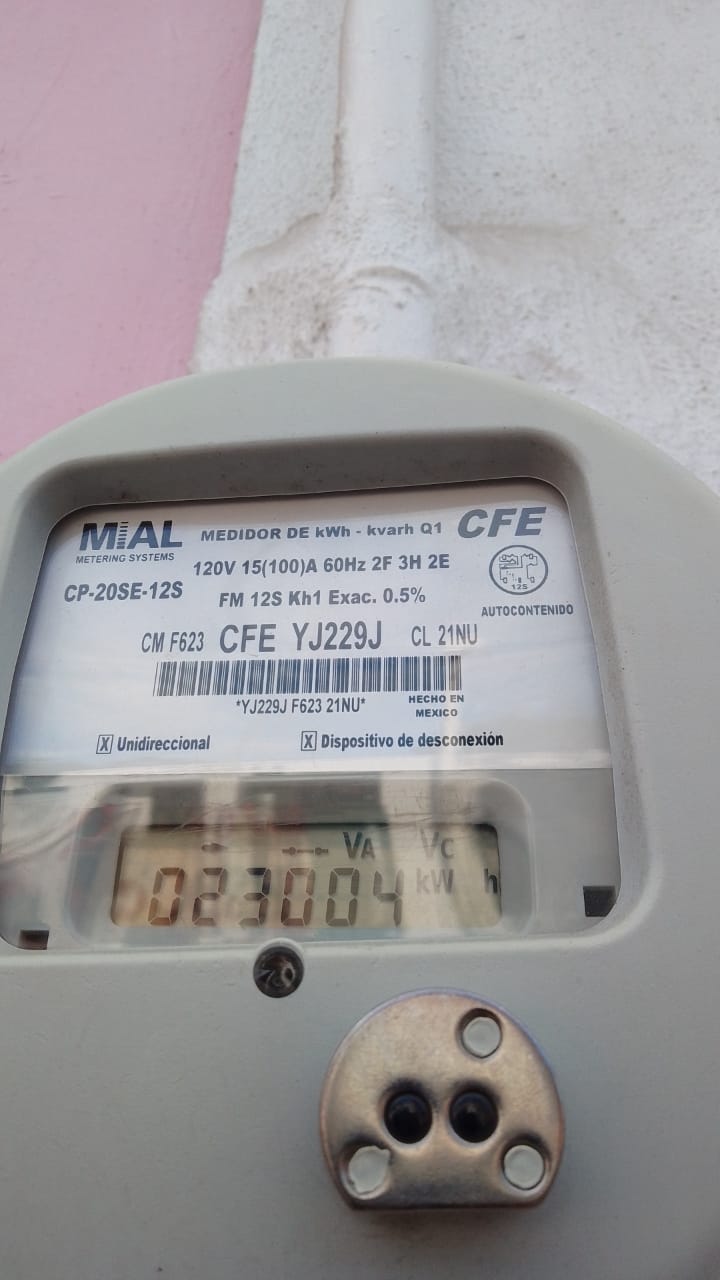 MIAL
METERING SYSTEMS
MEDIDOR DE kWh - kvarh Q1
CFE
120V 15(100)A 60Hz 2F 3H 2E
CP-20SE-12S
FM 12S Kh1 Exac. 0.5%
12S
AUTOCONTENIDO
CM F623 CFE YJ229J CL 21NU
*YJ229J F623 21NU*
HECHO EN
MEXICO
X Unidireccional
X Dispositivo de desconexión
VA VC
023004 kW h